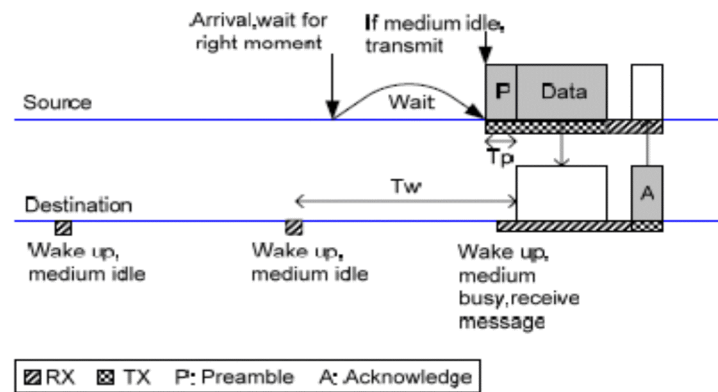 Arrival,wait for
right moment
If medium idle,
transmit
P
Data
Source
Wait
Tp
Tw
A
Destination
Wake up,
medium idle
Wake up,
medium idle
Wake up,
medium
busy,receive
message
RX TX P: Preamble A: Acknowledge